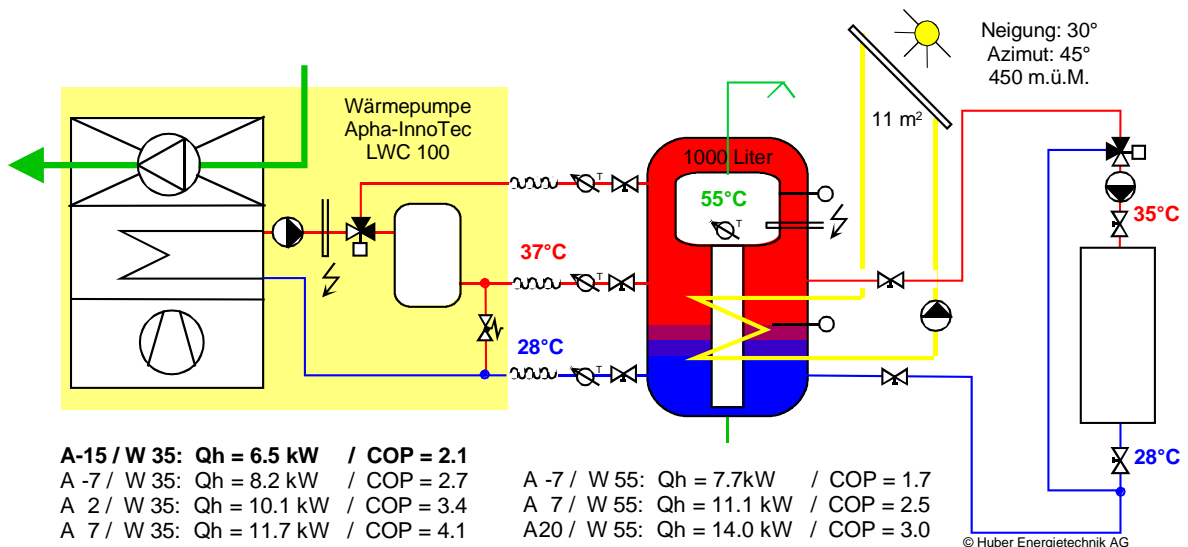 Neigung: 30°
Azimut: 45°
450 m.ü.M.
Wärmepumpe
Apha-InnoTec
LWC 100
11 m²
1000 Liter
55°C
T
T
35°C
37°C
T
28°C
T
28°C
A-15 / W 35: Qh = 6.5 kW / COP = 2.1
A -7 / W 35: Qh = 8.2 kW / COP = 2.7
A 2 / W 35: Qh = 10.1 kW / COP = 3.4
A 7 / W 35: Qh = 11.7 kW / COP = 4.1
A -7 / W 55: Qh = 7.7kW / COP = 1.7
A 7 / W 55: Qh = 11.1 kW / COP = 2.5
A20 / W 55: Qh = 14.0 kW / COP = 3.0
© Huber Energietechnik AG